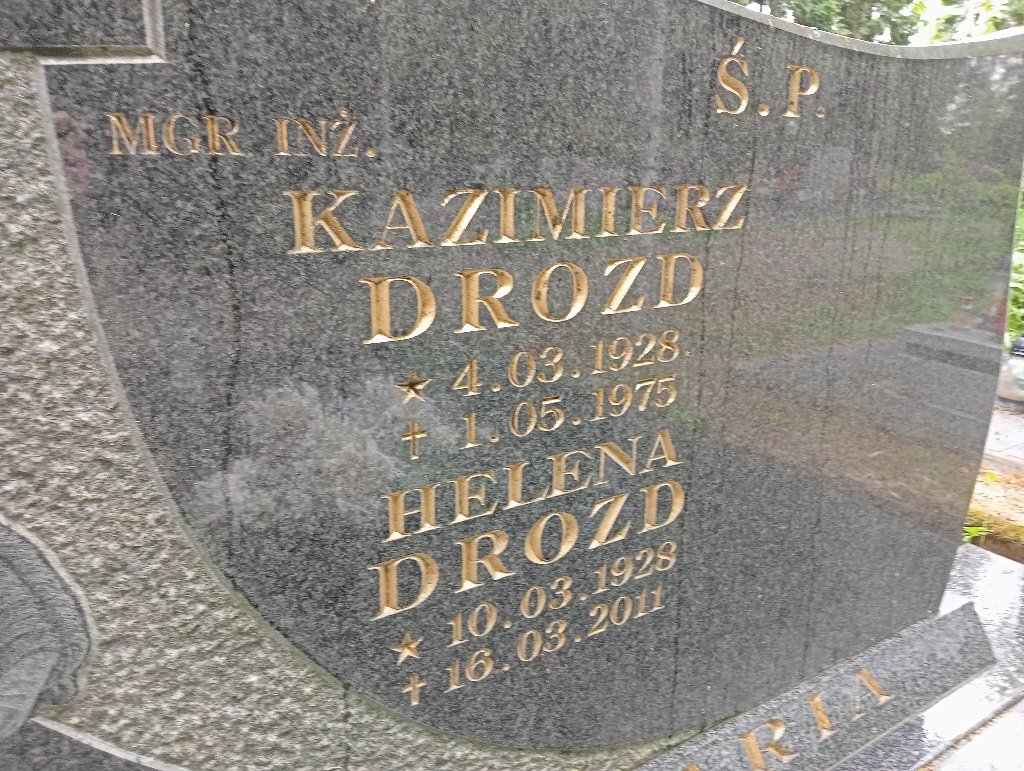 Ś.P.
MGR INŻ.
KAZIMIERZ
DROZD
★ 4.03.1928
✝ 1.05.1975
HELENA
DROZD
★ 10.03.1928
✝ 16.03.2011